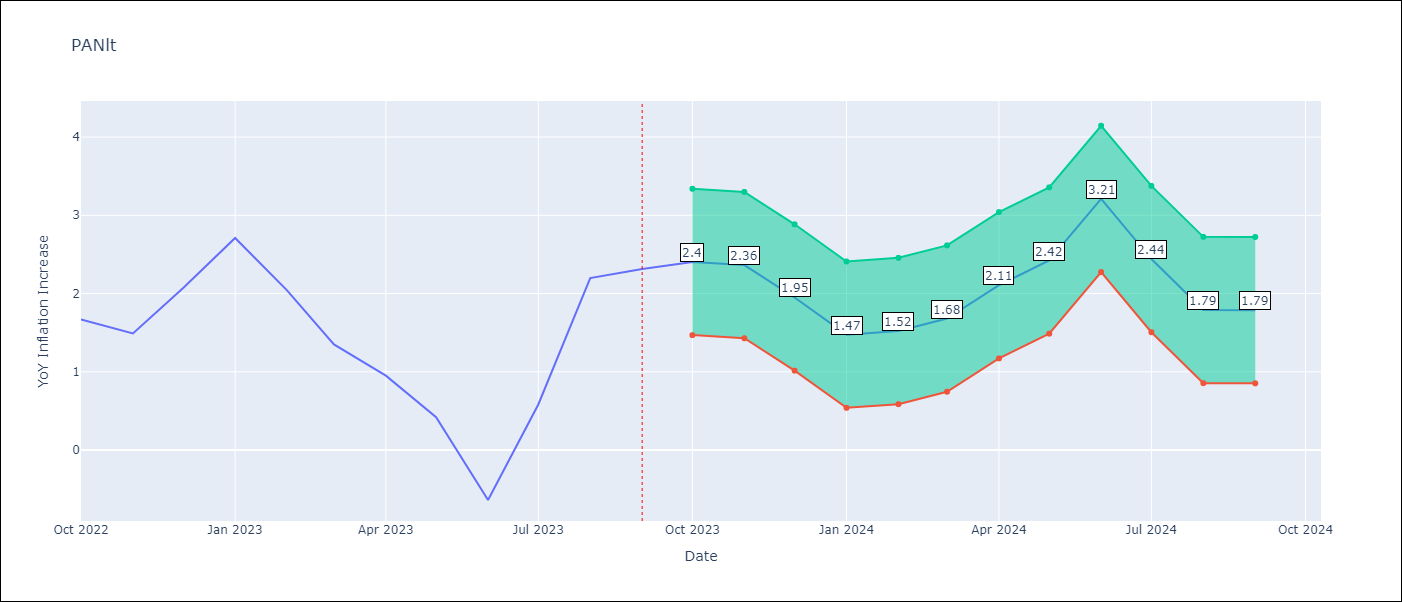 PANlt
4
3
2
1
0
YoY Inflation Increase
2.4
2.36
1.95
1.47
1.52
1.68
2.11
2.42
3.21
2.44
1.79
1.79
Oct 2022
Jan 2023
Apr 2023
Jul 2023
Oct 2023
Jan 2024
Apr 2024
Jul 2024
Oct 2024
Date